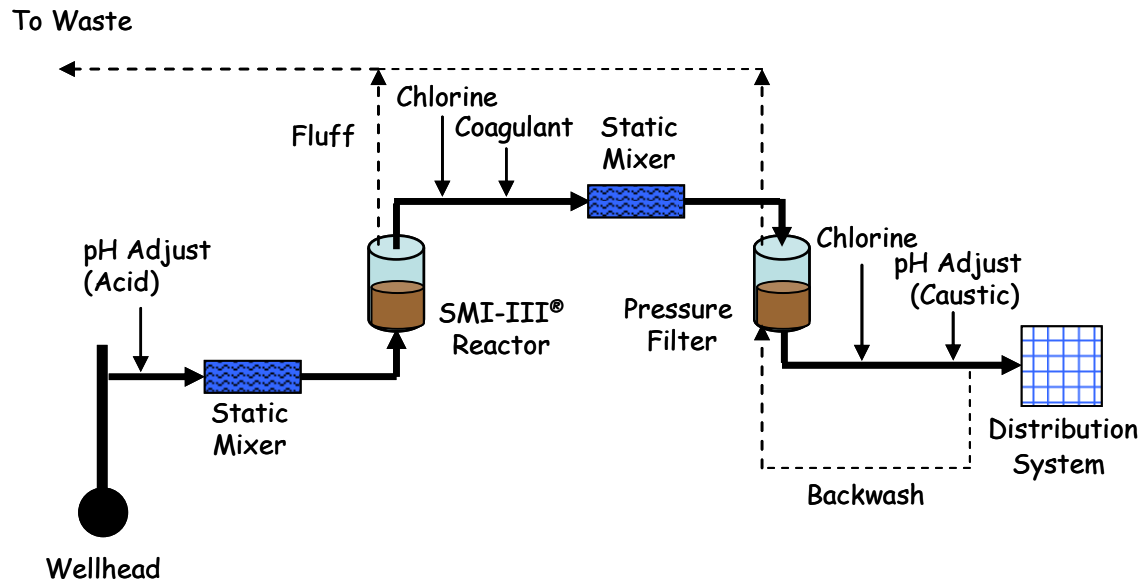 To Waste
Chlorine
Coagulant
Static
Mixer
Fluff
pH Adjust
(Acid)
SMI-III®
Reactor
Pressure
Filter
Chlorine
pH Adjust
(Caustic)
Static
Mixer
Distribution
System
Backwash
Wellhead